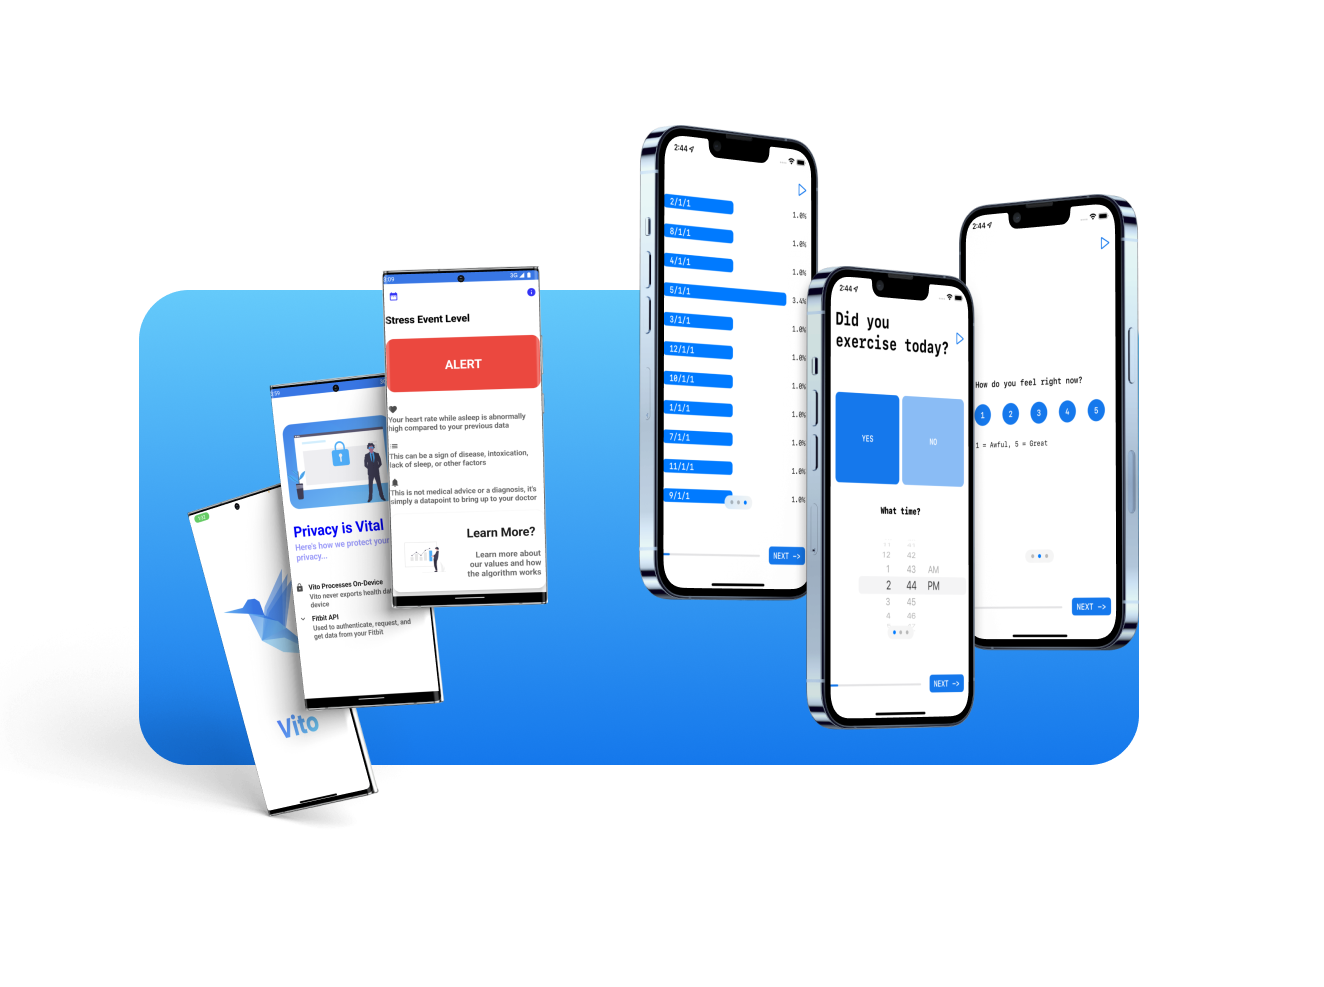 Vito
Privacy is Vital
Here's how we protect your
privacy...
Vito Processes On-Device
Vito never exports health
device
Fitbit API
Used to authenticate, request, and
get data from your Fitbit
3G
Stress Event Level
ALERT
Your heart rate while asleep is abnormally
high compared to your previous data
This can be a sign of disease, intoxication,
lack of sleep, or other factors
This is not medical advice or a diagnosis, it's
simply a datapoint to bring up to your doctor
Learn More?
Learn more about
our values and how
the algorithm works
2:44
2/1/1 1.0%
8/1/1 1.0%
4/1/1 1.0%
5/1/1 3.4%
3/1/1 1.0%
12/1/1 1.0%
10/1/1 1.0%
1/1/1 1.0%
7/1/1 1.0%
11/1/1 1.0%
9/1/1 1.0%
NEXT ->
2:44
Did you
exercise today?
YES NO
What time?
12 42
1 43 AM
2 44 PM
3 45
4 46
NEXT ->
2:44
How do you feel right now?
1 2 3 4 5
1 = Awful, 5 = Great
NEXT ->